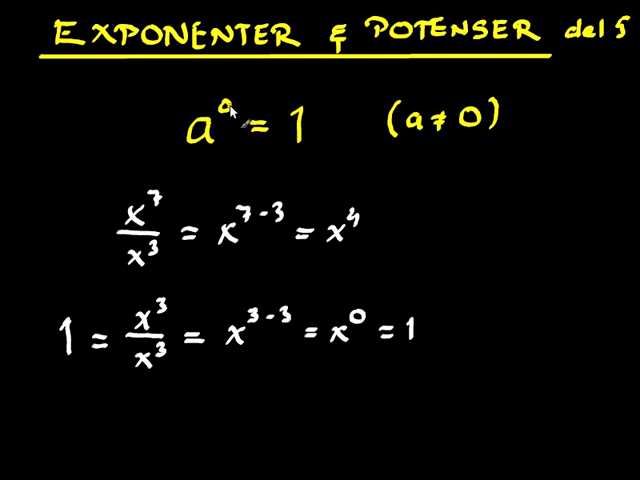 EXPONENTER & POTENSER del 5
a⁰ = 1 (a ≠ 0)
x⁷/x³ = x⁷⁻³ = x⁴
1 = x³/x³ = x³⁻³ = x⁰ = 1